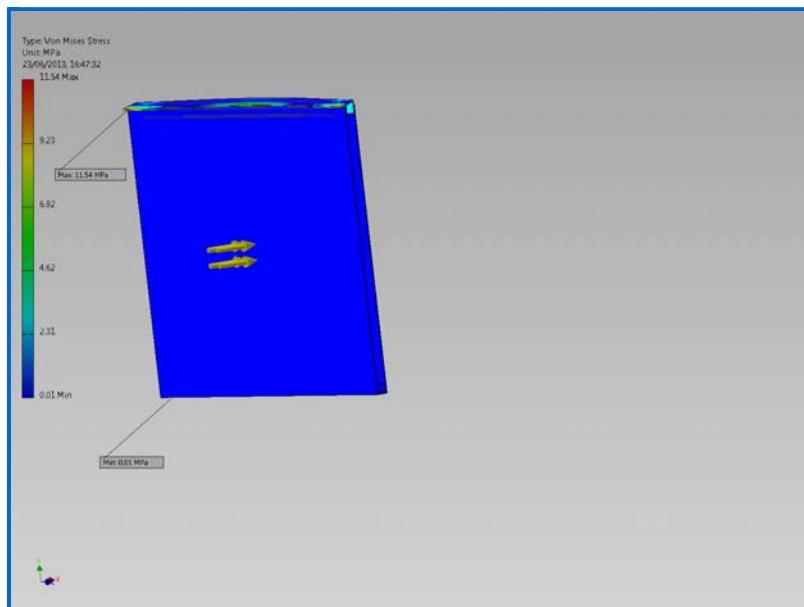 Type: Von Mises Stress
Unit: MPa
23/06/2013, 16:47:32
11.54 Max
9.23
Max: 11.54 MPa
6.92
4.62
2.31
0.01 Min
Min: 0.01 MPa
Y
X